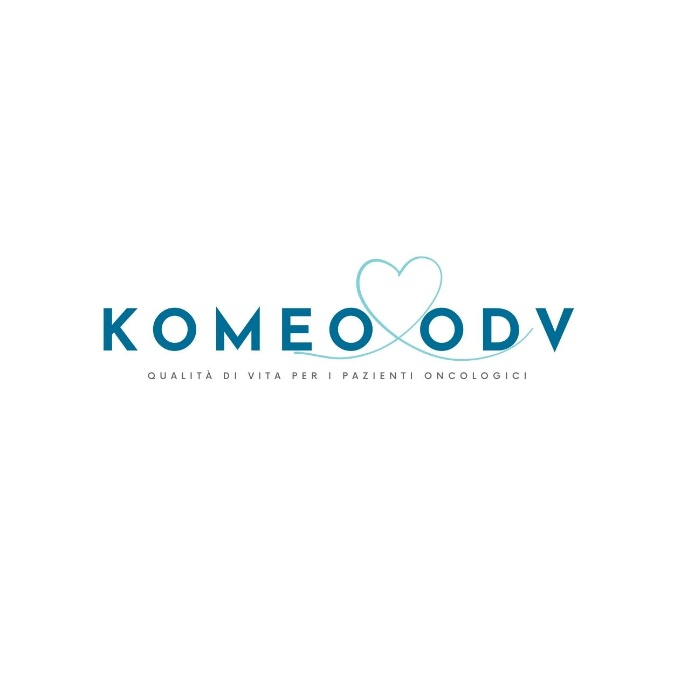 KOMEO ODV
QUALITÀ DI VITA PER I PAZIENTI ONCOLOGICI